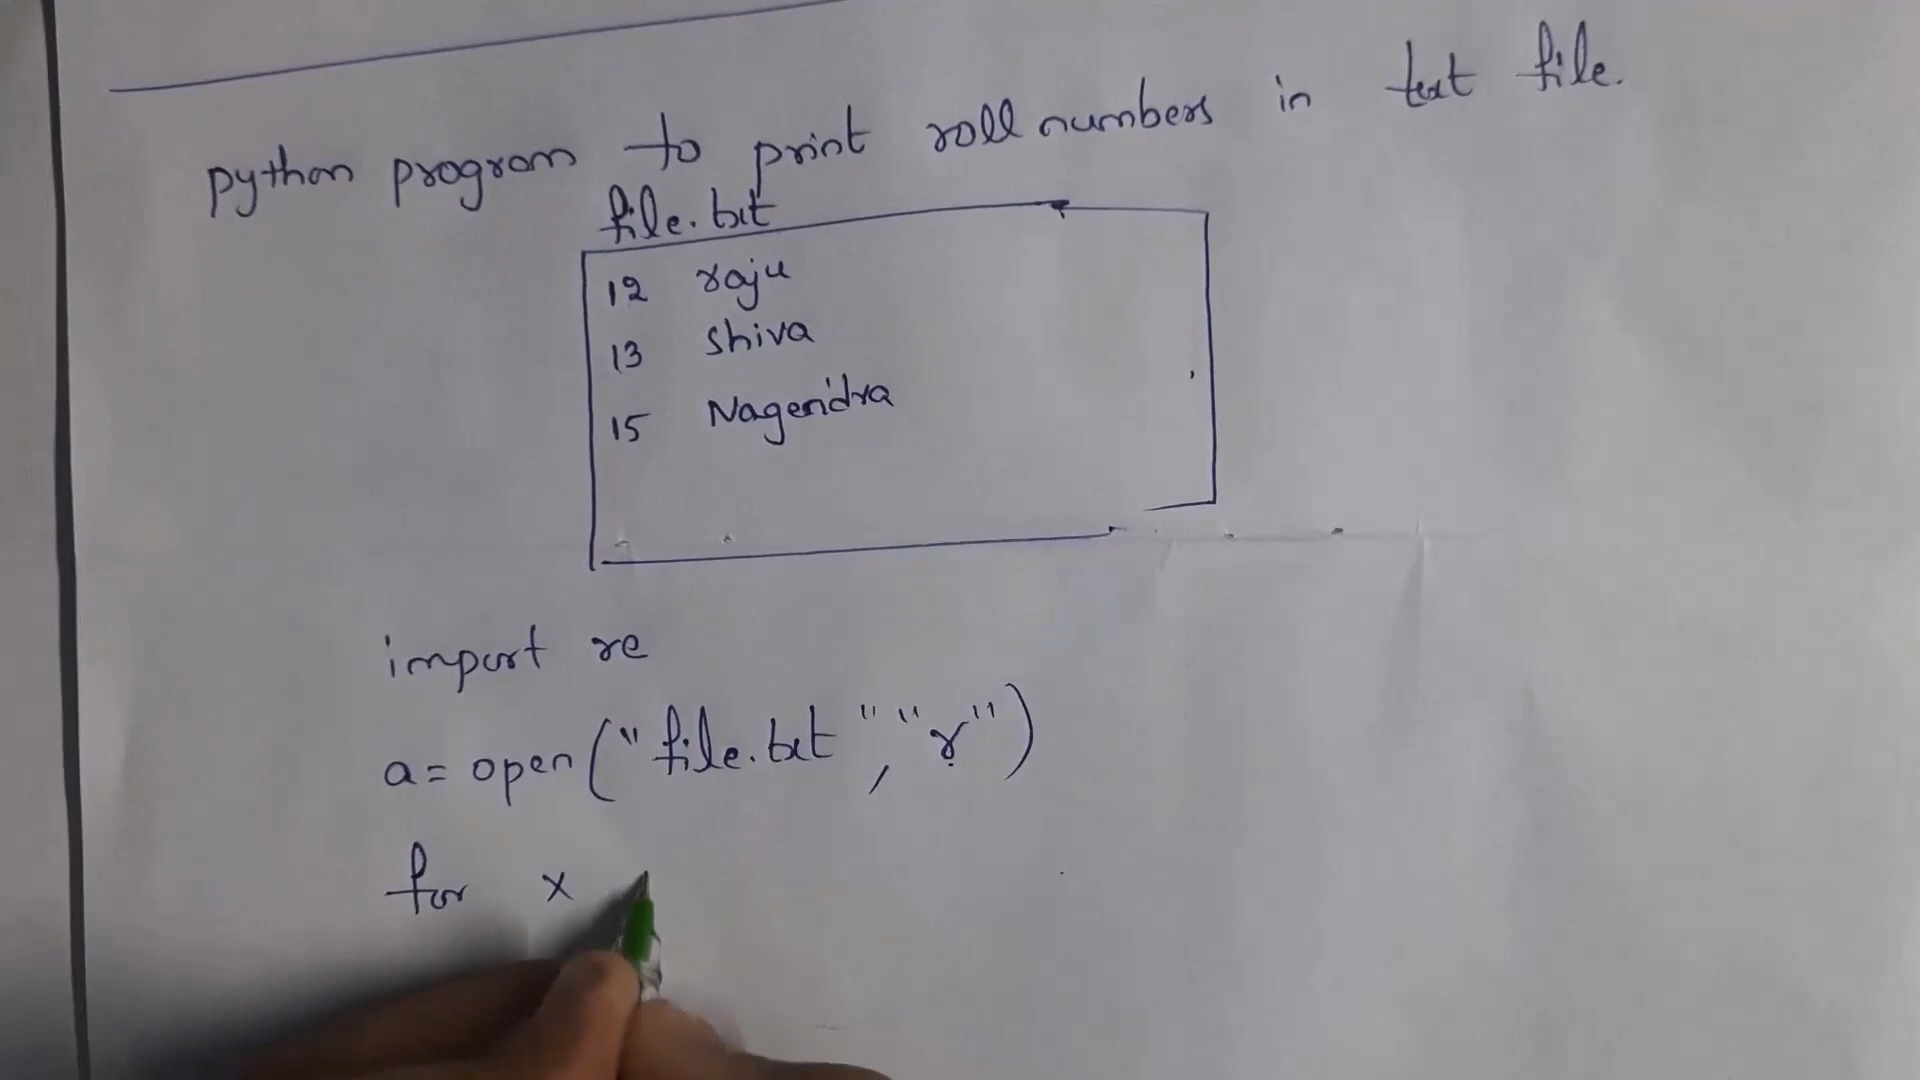 python program to print roll numbers in text file.
file.txt
12 raju
13 shiva
15 Nagendra
import re
a=open("file.txt","r")
for x